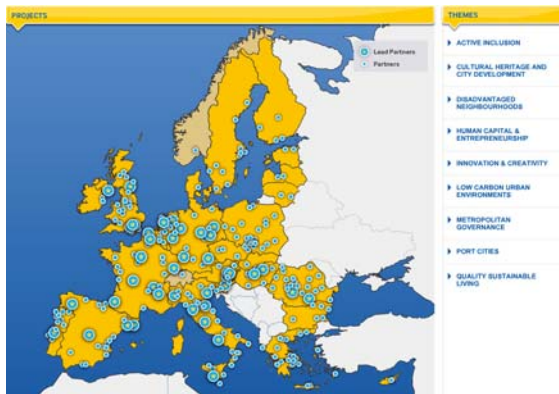 PROJECTS
Lead Partners
Partners
THEMES
ACTIVE INCLUSION
CULTURAL HERITAGE AND
CITY DEVELOPMENT
DISADVANTAGED
NEIGHBOURHOODS
HUMAN CAPITAL &
ENTREPRENEURSHIP
INNOVATION & CREATIVITY
LOW CARBON URBAN
ENVIRONMENTS
METROPOLITAN
GOVERNANCE
PORT CITIES
QUALITY SUSTAINABLE
LIVING